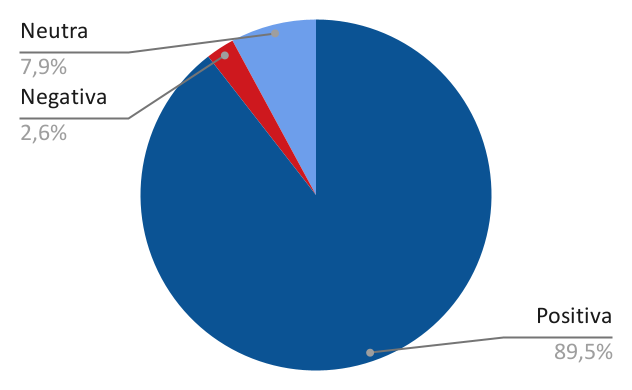 Neutra
7,9%
Negativa
2,6%
Positiva
89,5%